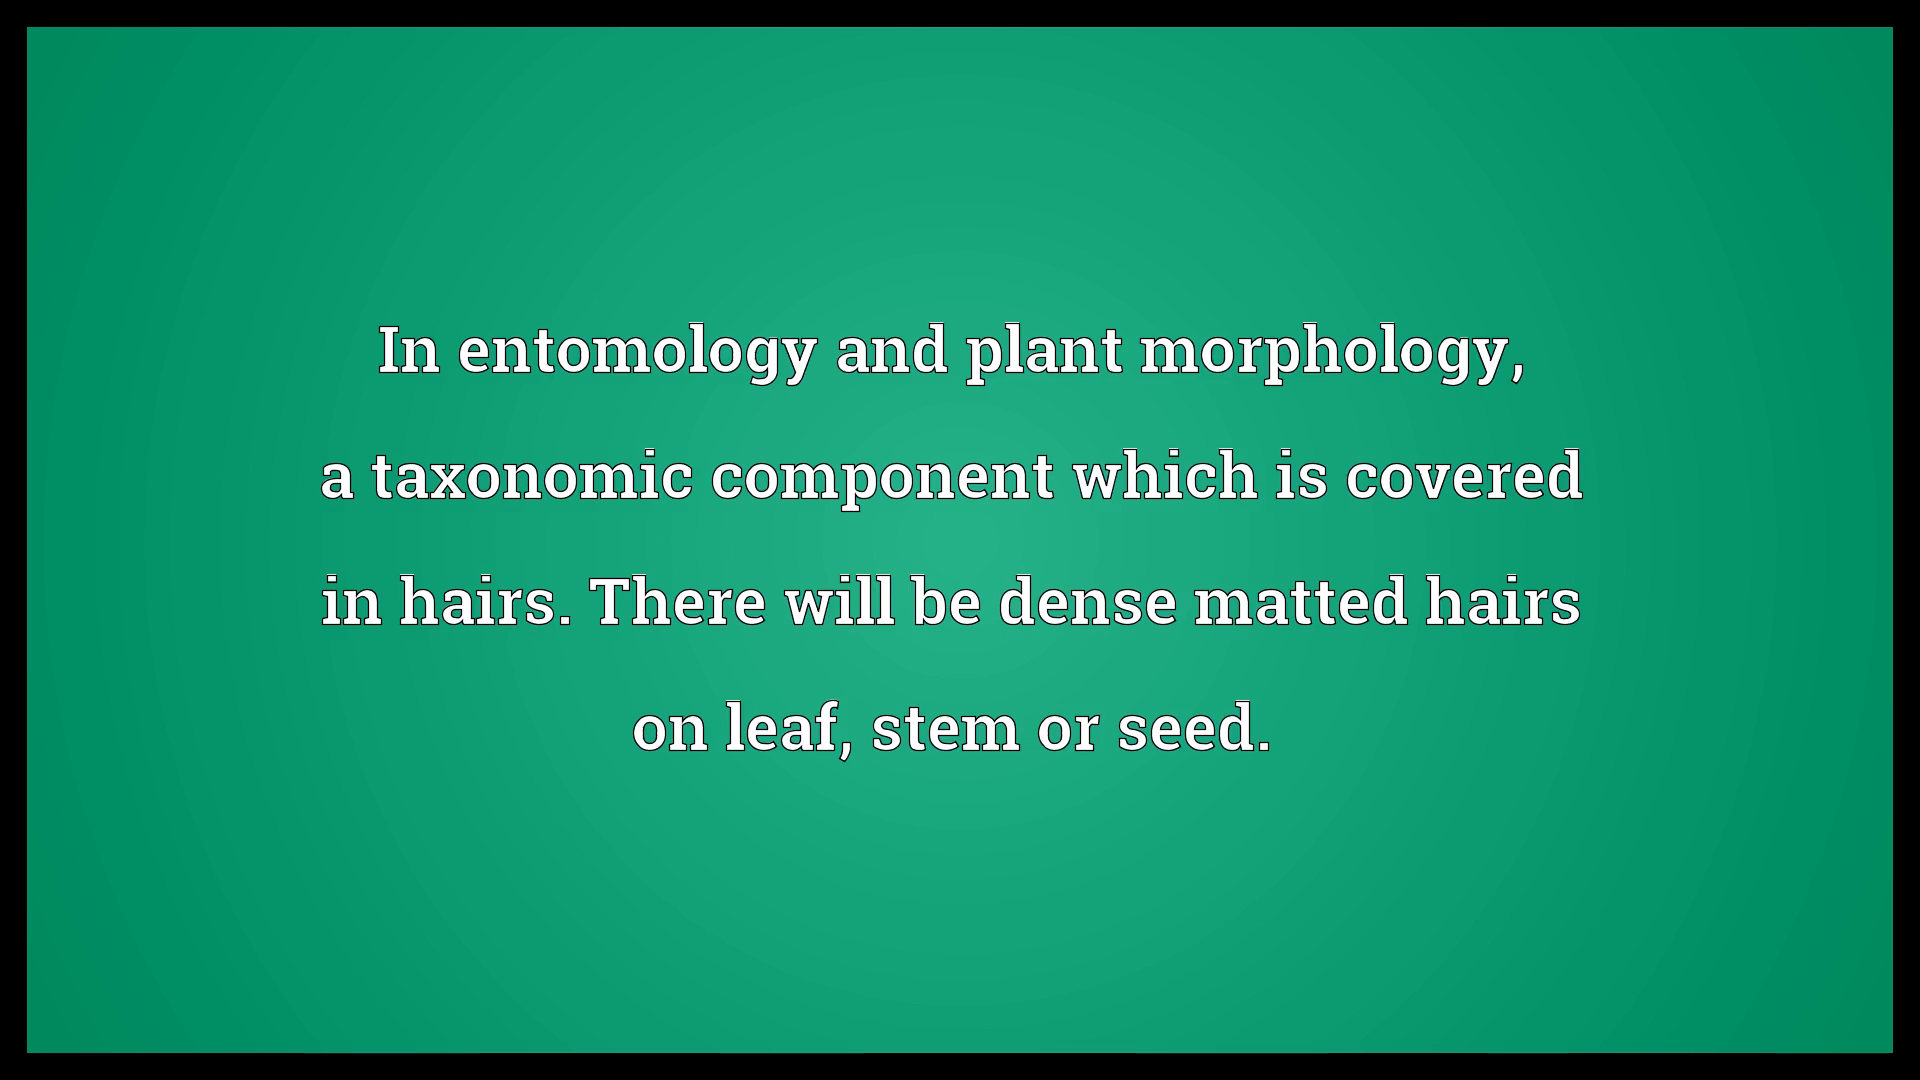 In entomology and plant morphology,
a taxonomic component which is covered
in hairs. There will be dense matted hairs
on leaf, stem or seed.